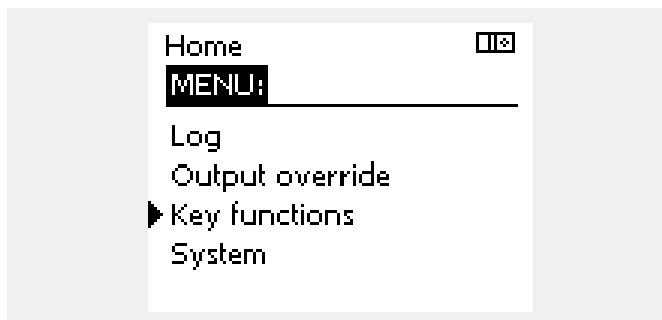 Home
MENU:
Log
Output override
Key functions
System